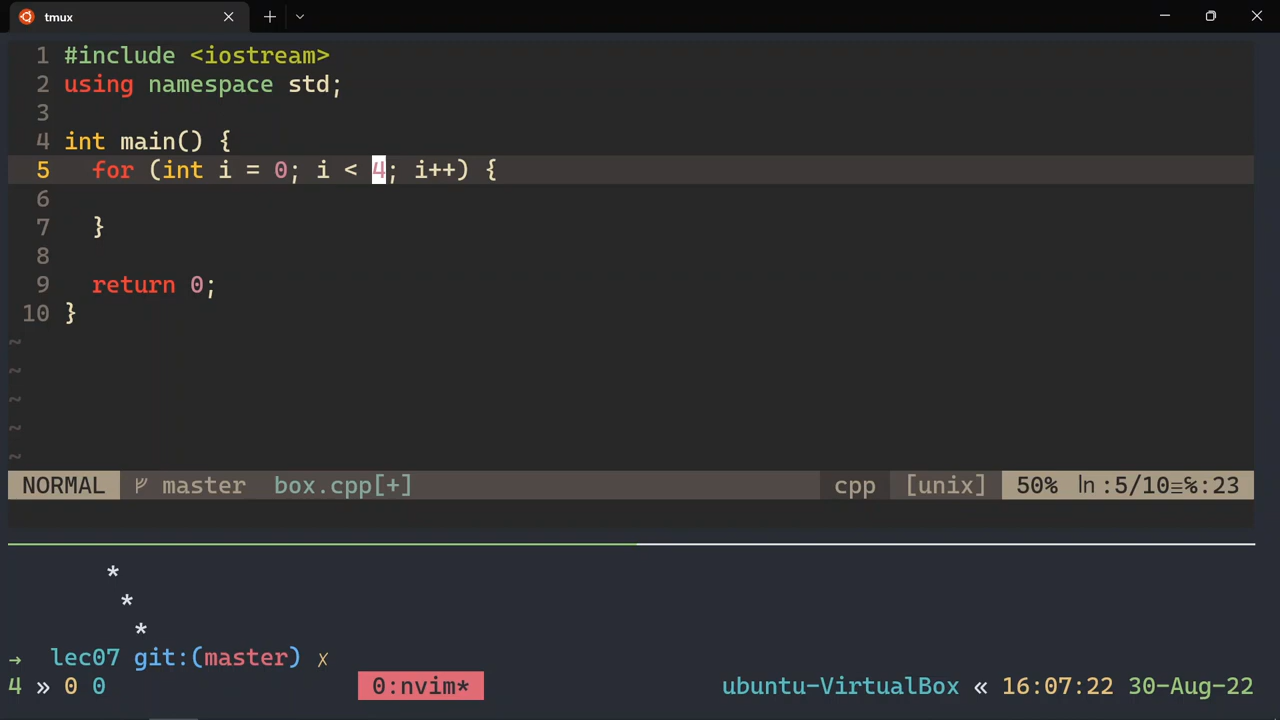 tmux
1 #include <iostream>
2 using namespace std;
3
4 int main() {
5   for (int i = 0; i < 4; i++) {
6
7   }
8
9   return 0;
10 }
~
~
~
~
~
NORMAL master box.cpp[+] cpp [unix] 50% ln :5/10≡℅:23
*
*
*
→ lec07 git:(master) ✗
4 » 0 0 0:nvim* ubuntu-VirtualBox « 16:07:22 30-Aug-22